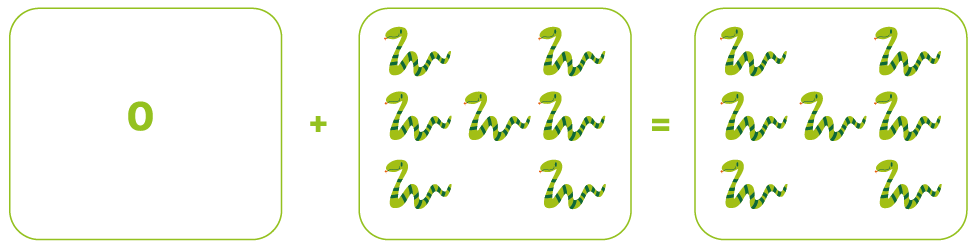 0 + =